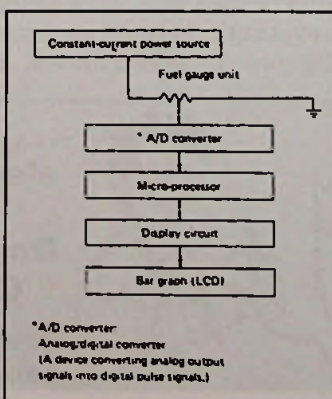 Constant-current power source
Fuel gauge unit
* A/D converter
Micro-processor
Display circuit
Bar graph (LCD)
*A/D converter:
Analog/digital converter
(A device converting analog output
signals into digital pulse signals.)